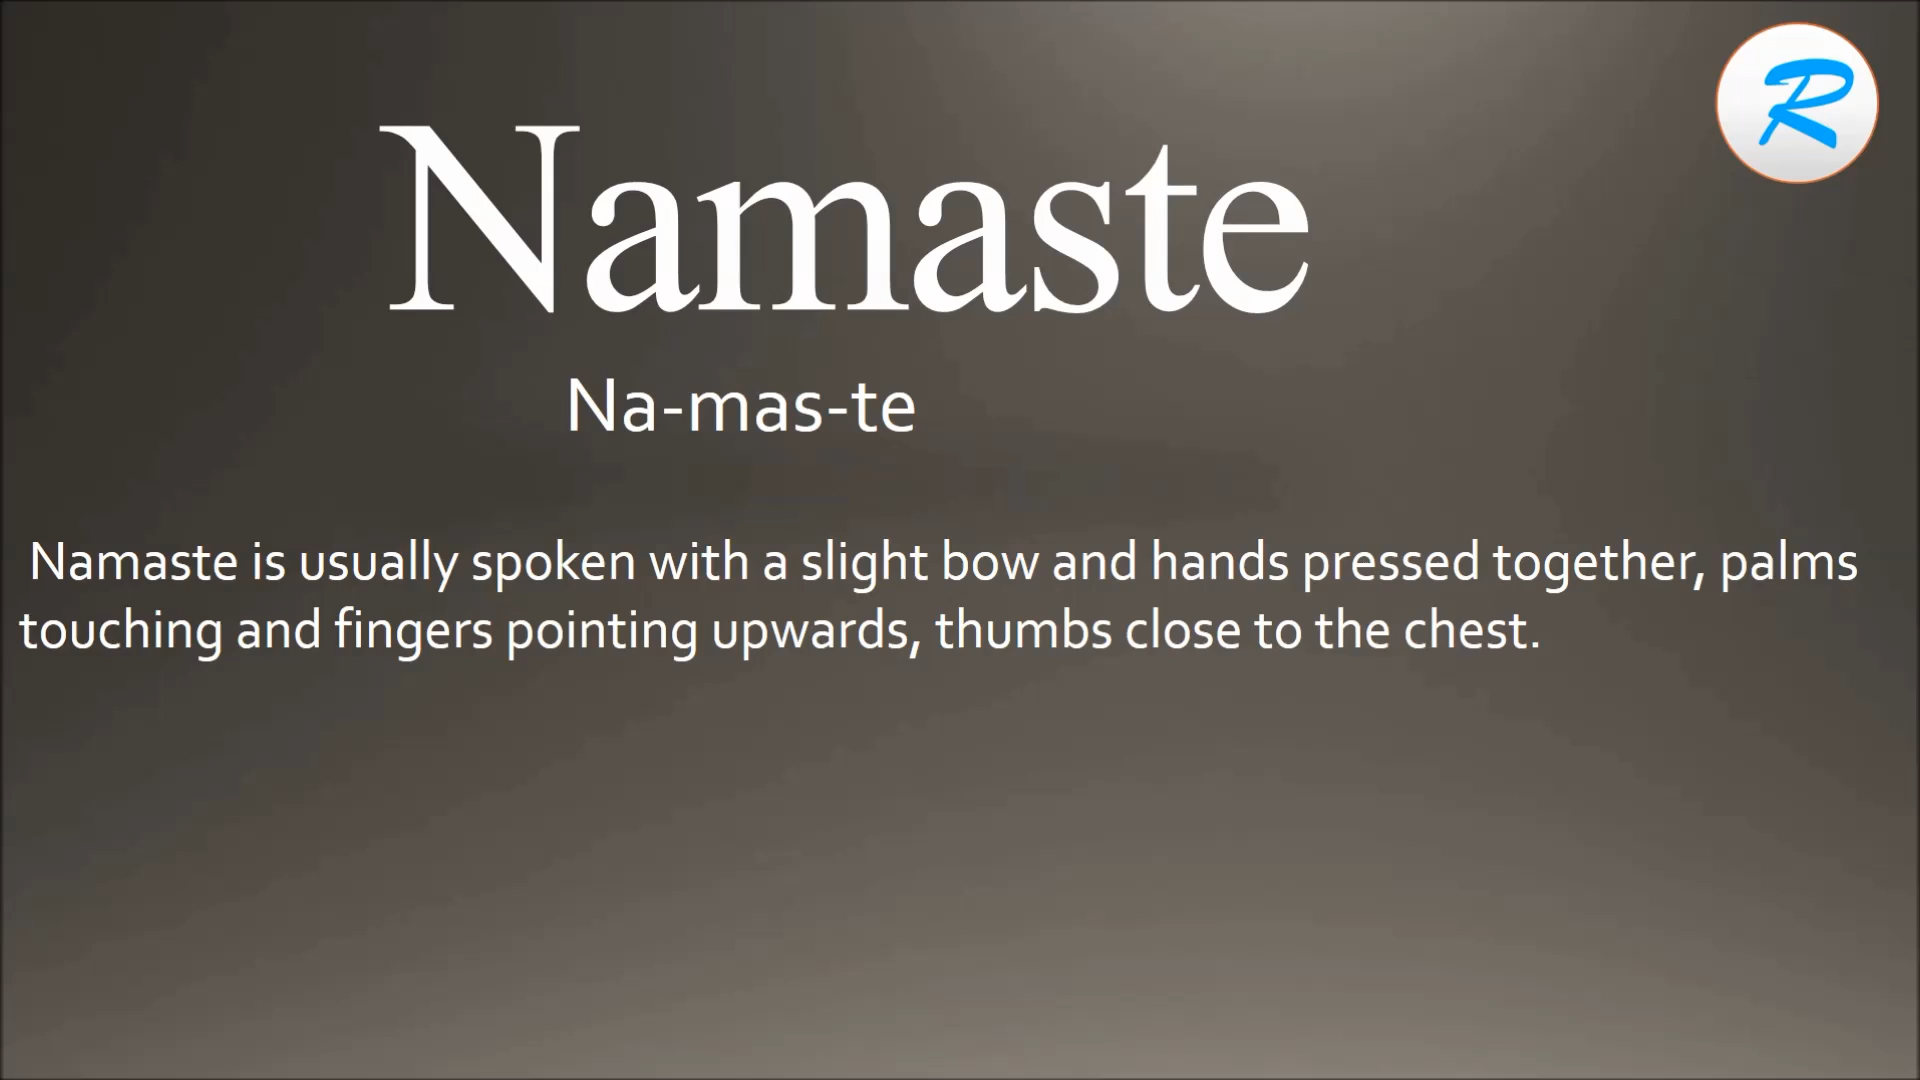 R
Namaste
Na-mas-te
Namaste is usually spoken with a slight bow and hands pressed together, palms
touching and fingers pointing upwards, thumbs close to the chest.